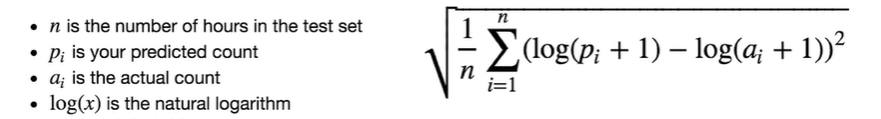 • n is the number of hours in the test set
• pᵢ is your predicted count
• aᵢ is the actual count
• log(x) is the natural logarithm
√(1/n ∑ᵢ₌₁ⁿ (log(pᵢ + 1) − log(aᵢ + 1))²)